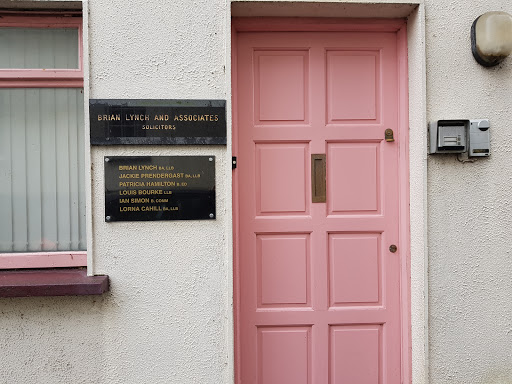 BRIAN LYNCH AND ASSOCIATES
SOLICITORS
BRIAN LYNCH BA, LLB
JACKIE PRENDERGAST BA, LLB
PATRICIA HAMILTON B.ED
LOUIS BOURKE LLB
IAN SIMON B.COMM
LORNA CAHILL BA, LLB